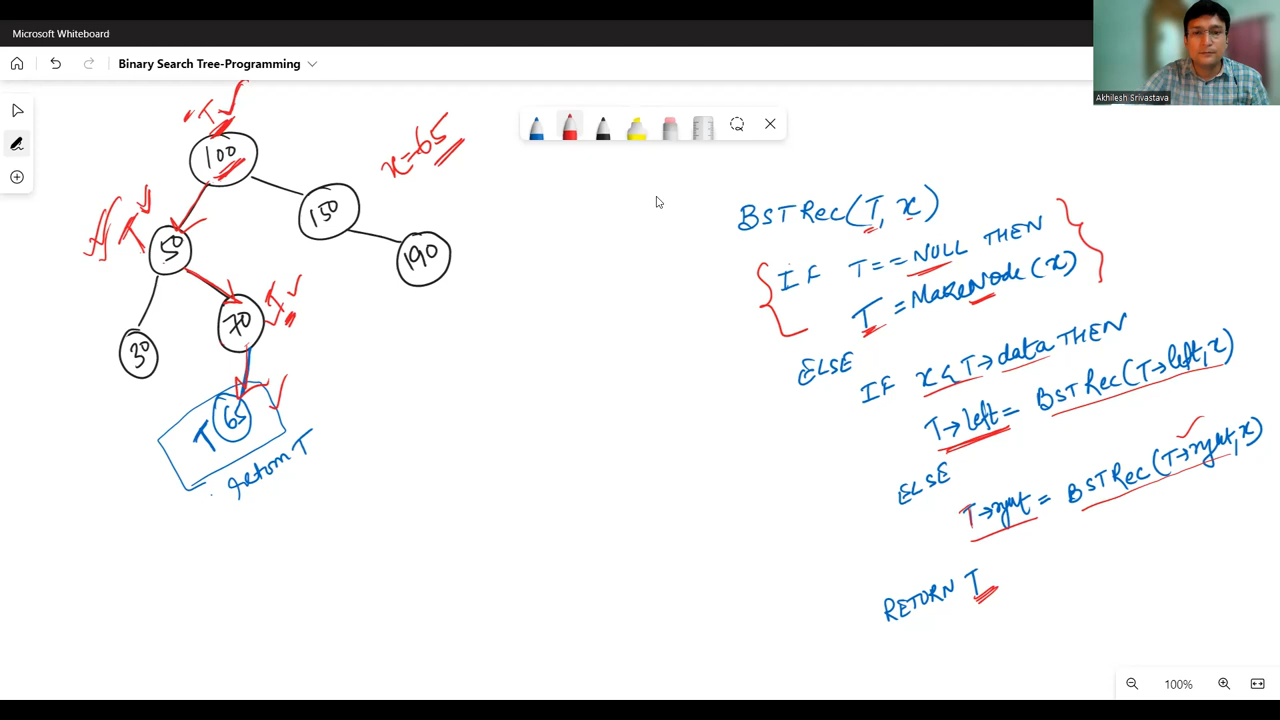 Microsoft Whiteboard
Binary Search Tree-Programming
Akhilesh Srivastava
T
100
x=65
T
50
150
190
T
30
70
T 65
return T
BSTRec(T, x)
IF T==NULL THEN
T=MakeNode(x)
ELSE
IF x<T→data THEN
T→left= BSTRec(T→left,x)
ELSE
T→right= BSTRec(T→right,x)
RETURN T
100%